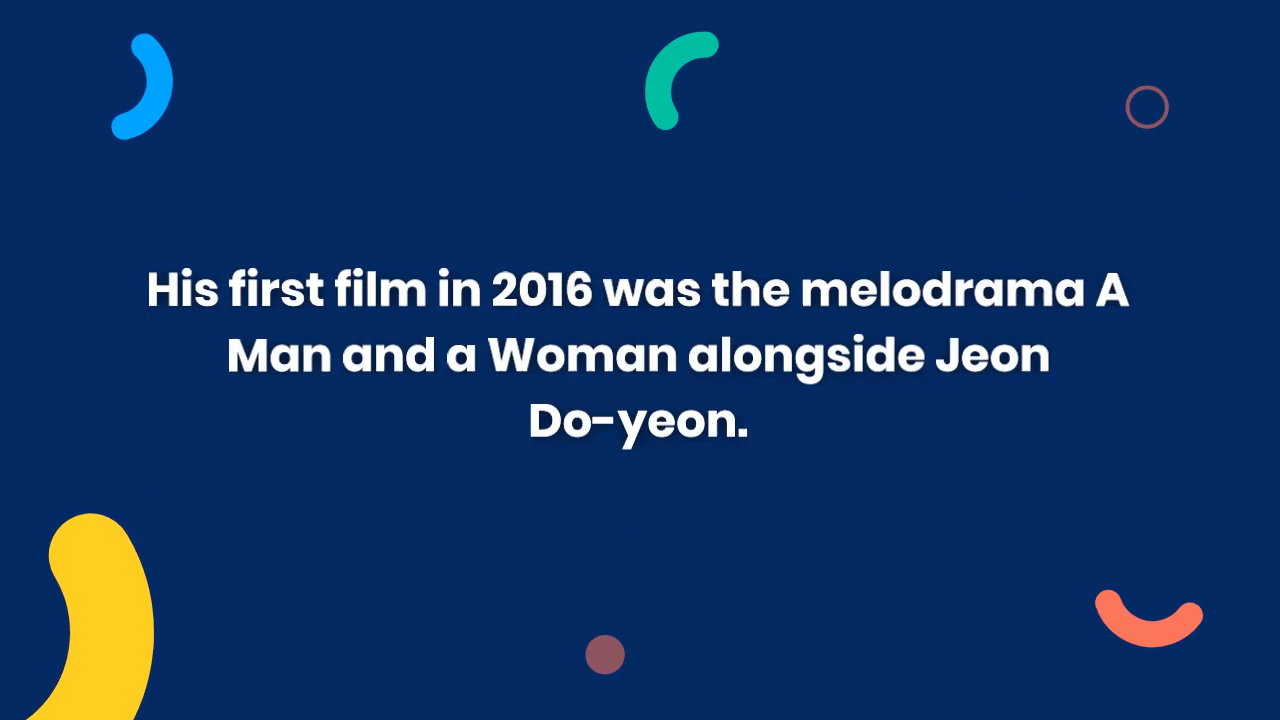 His first film in 2016 was the melodrama A
Man and a Woman alongside Jeon
Do-yeon.